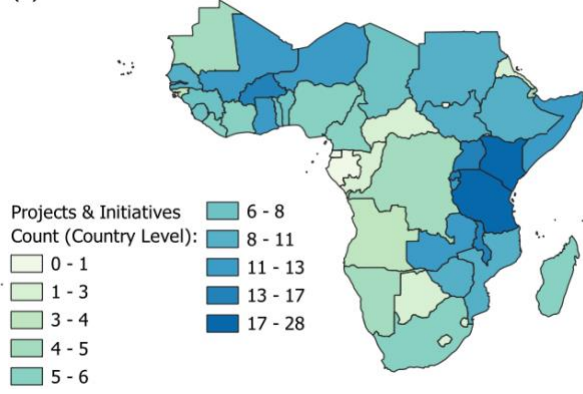 Projects & Initiatives
Count (Country Level):
0 - 1
1 - 3
3 - 4
4 - 5
5 - 6
6 - 8
8 - 11
11 - 13
13 - 17
17 - 28